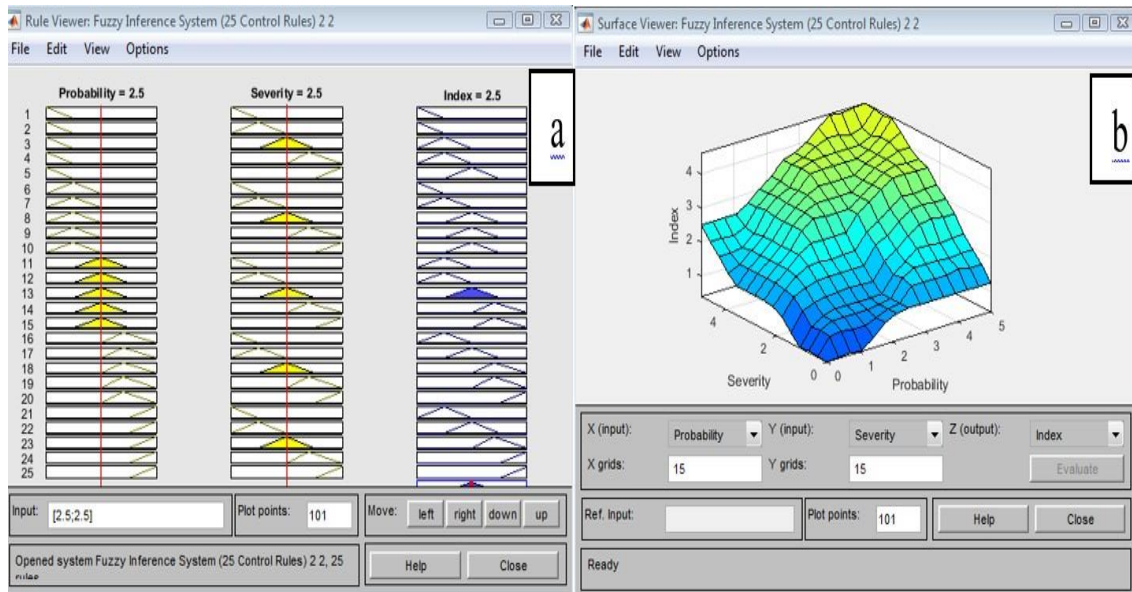 Rule Viewer: Fuzzy Inference System (25 Control Rules) 2 2
File Edit View Options
Probability = 2.5 Severity = 2.5 Index = 2.5
1
2
3
4
5
6
7
8
9
10
11
12
13
14
15
16
17
18
19
20
21
22
23
24
25
a
Input: [2.5;2.5] Plot points: 101 Move: left right down up
Opened system Fuzzy Inference System (25 Control Rules) 2 2, 25
rules
Help Close
Surface Viewer: Fuzzy Inference System (25 Control Rules) 2 2
File Edit View Options
b
4
3
2
1
Index
4
2
0
Severity
0
1
2
3
4
5
Probability
X (input): Probability Y (input): Severity Z (output): Index
X grids: 15 Y grids: 15 Evaluate
Ref. Input: Plot points: 101 Help Close
Ready